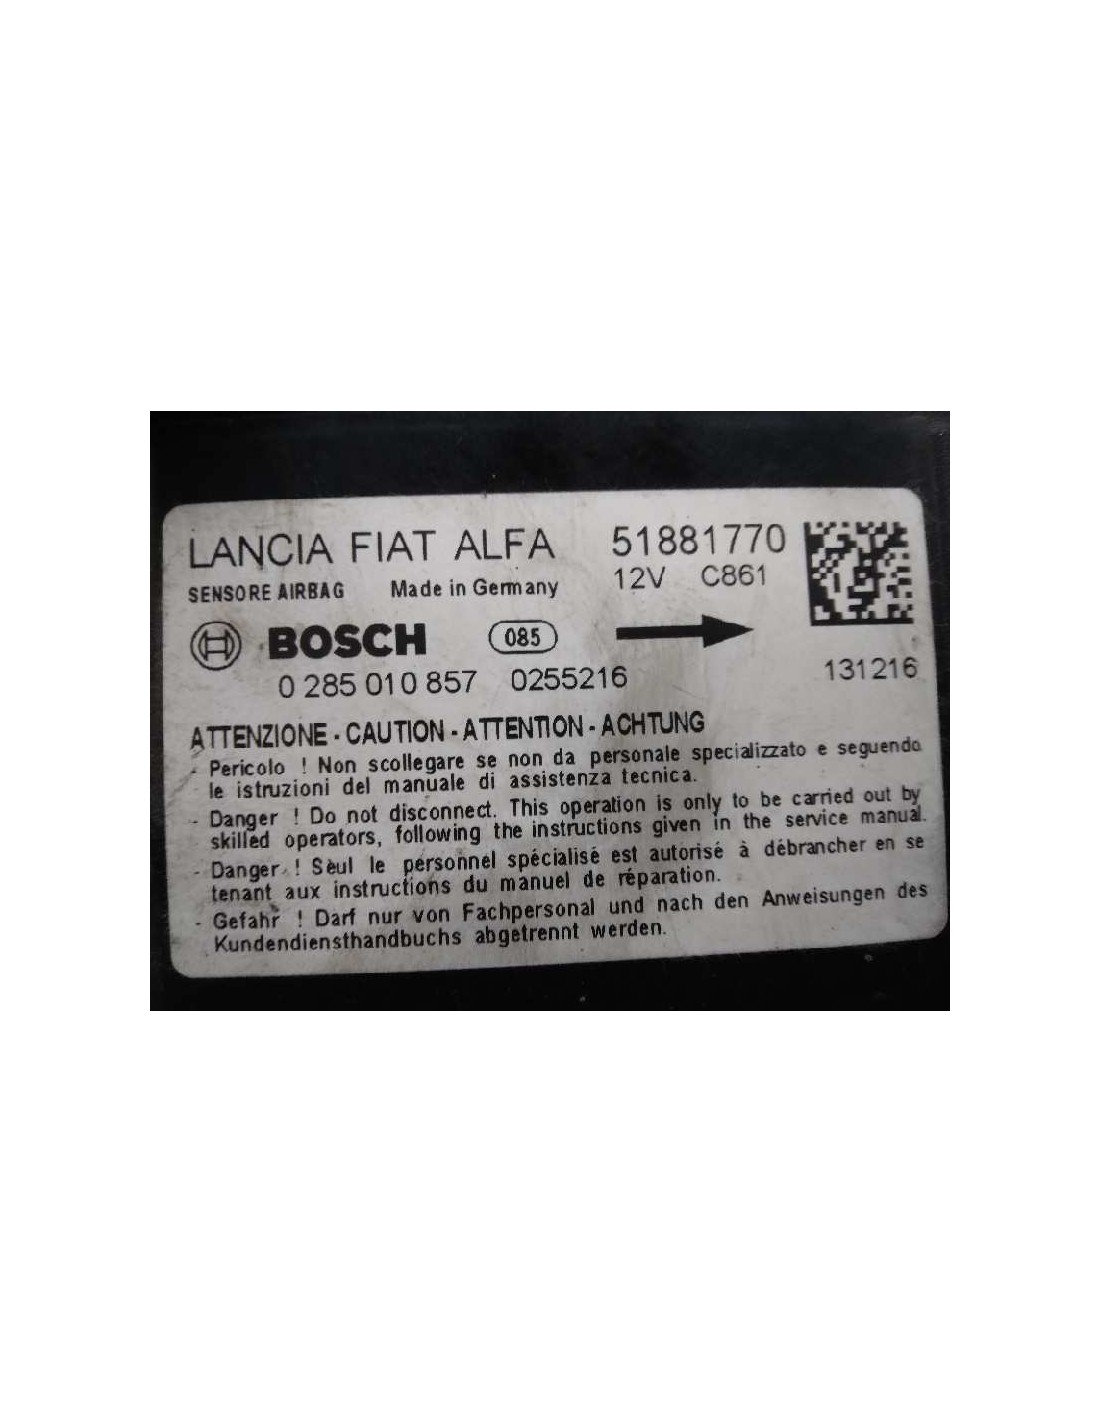 LANCIA FIAT ALFA 51881770
SENSORE AIRBAG Made in Germany 12V C861
BOSCH 085
0 285 010 857 0255216 131216
ATTENZIONE - CAUTION - ATTENTION - ACHTUNG
- Pericolo ! Non scollegare se non da personale specializzato e seguendo
le istruzioni del manuale di assistenza tecnica.
- Danger ! Do not disconnect. This operation is only to be carried out by
skilled operators, following the instructions given in the service manual.
- Danger ! Seul le personnel spécialisé est autorisé à débrancher en se
tenant aux instructions du manuel de réparation.
- Gefahr ! Darf nur von Fachpersonal und nach den Anweisungen des
Kundendiensthandbuchs abgetrennt werden.